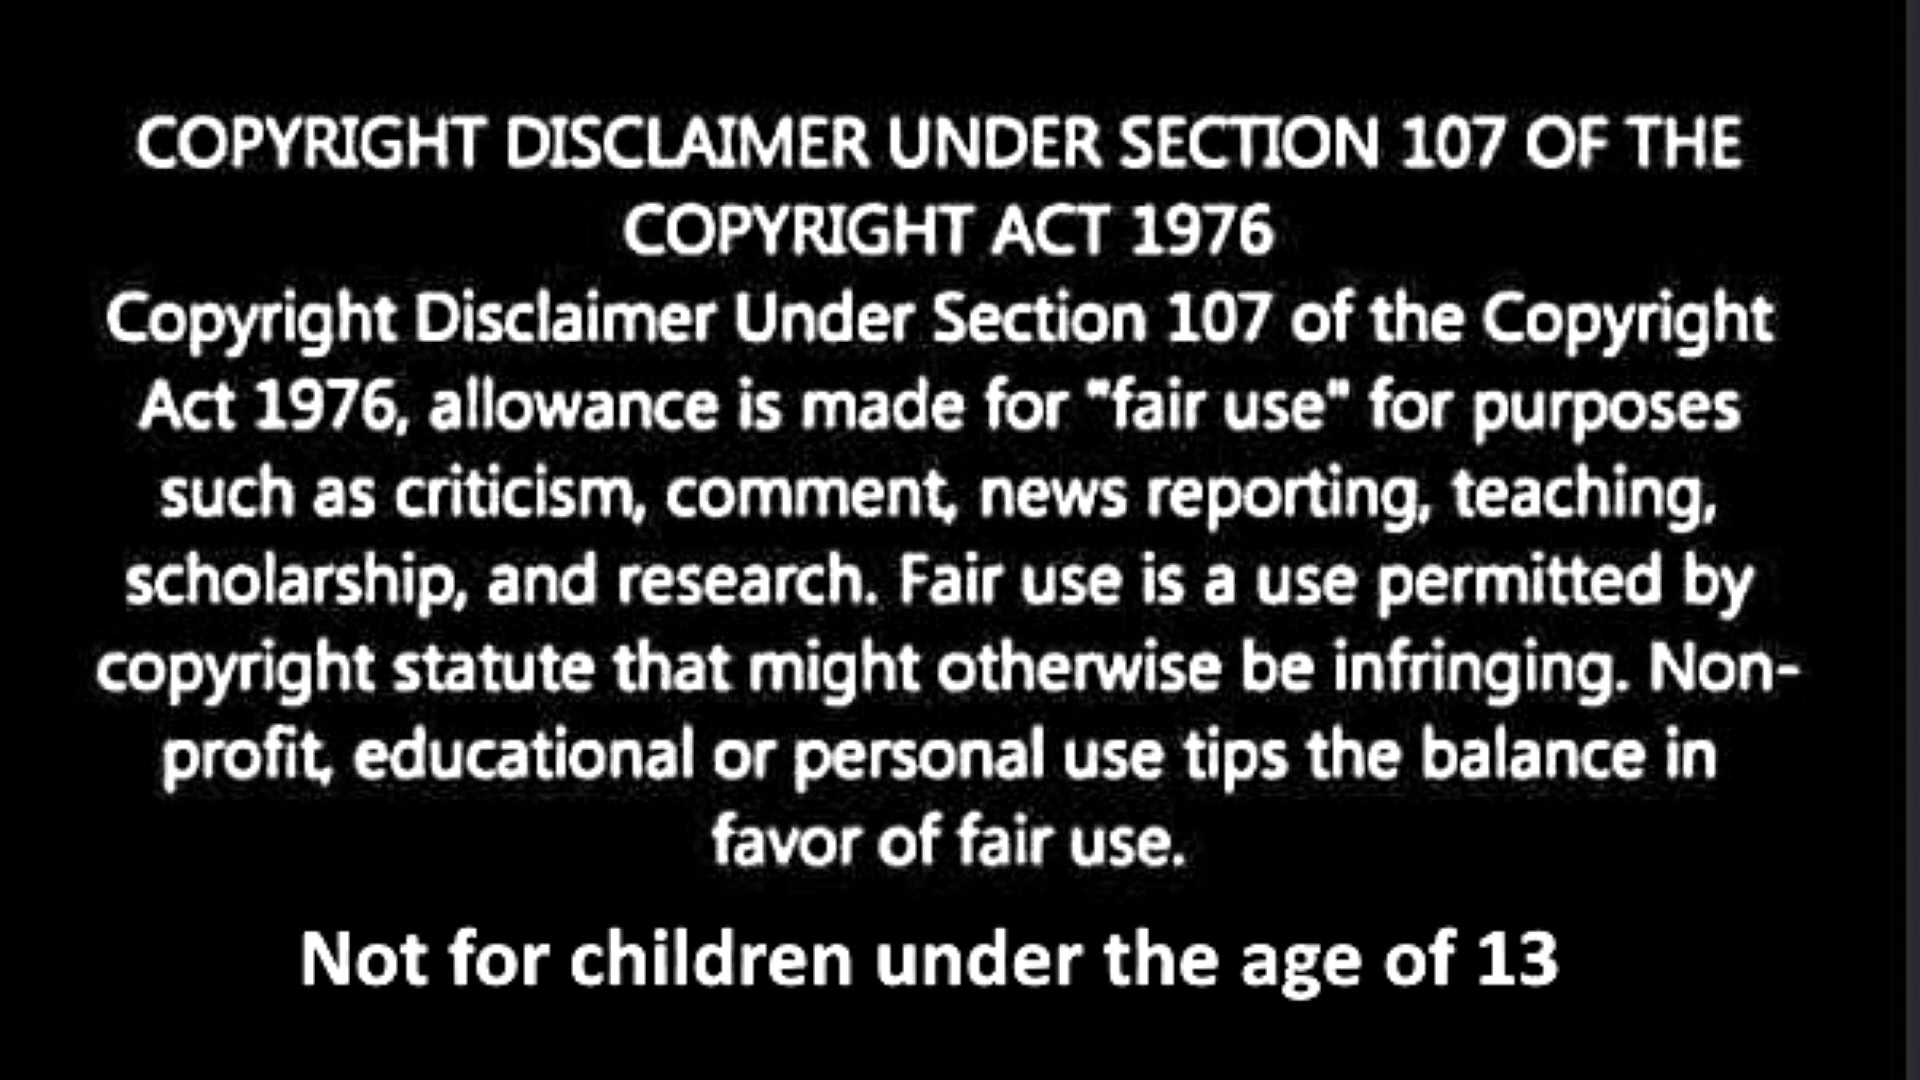 COPYRIGHT DISCLAIMER UNDER SECTION 107 OF THE
COPYRIGHT ACT 1976
Copyright Disclaimer Under Section 107 of the Copyright
Act 1976, allowance is made for "fair use" for purposes
such as criticism, comment, news reporting, teaching,
scholarship, and research. Fair use is a use permitted by
copyright statute that might otherwise be infringing. Non-
profit, educational or personal use tips the balance in
favor of fair use.
Not for children under the age of 13